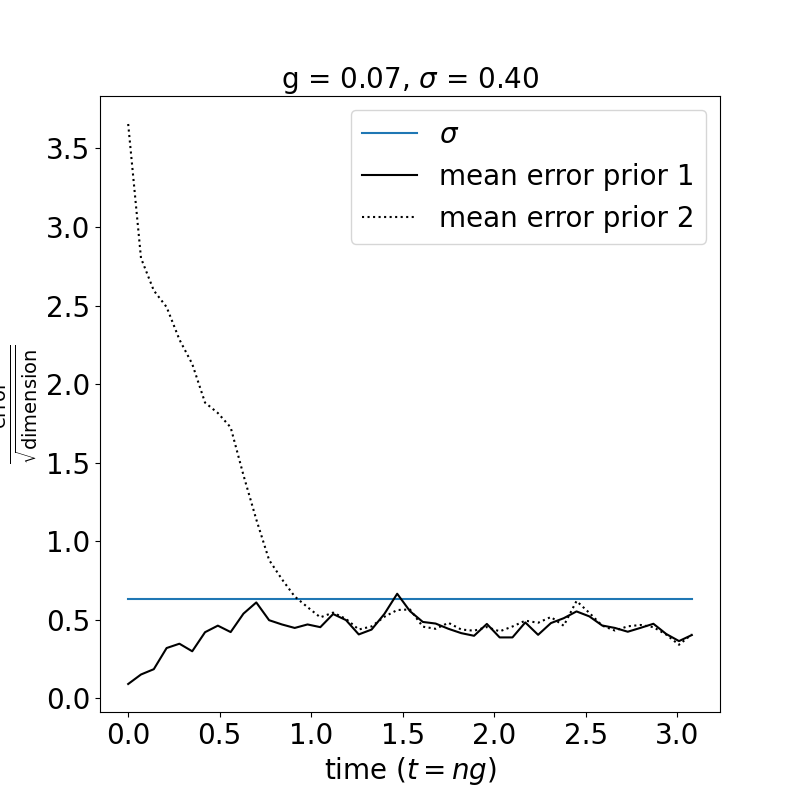 g = 0.07, σ = 0.40
σ
mean error prior 1
mean error prior 2
3.5
3.0
2.5
2.0
1.5
1.0
0.5
0.0
√dimension
0.0 0.5 1.0 1.5 2.0 2.5 3.0
time (t = ng)